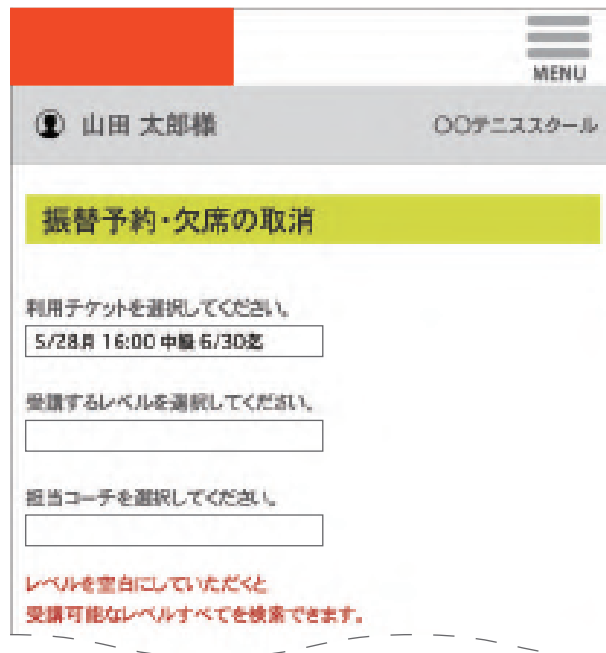 MENU
山田 太郎様
〇〇テニススクール
振替予約・欠席の取消
利用チケットを選択してください。
5/28月 16:00 中級 6/30迄
受講するレベルを選択してください。
担当コーチを選択してください。
レベルを空白にしていただくと
受講可能なレベルすべてを検索できます。